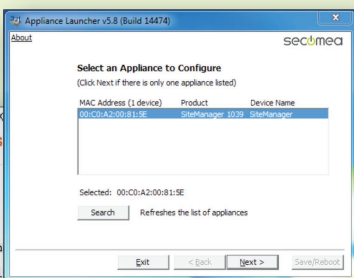 Appliance Launcher v5.8 (Build 14474)
About
secomea
Select an Appliance to Configure
(Click Next if there is only one appliance listed)
MAC Address (1 device) Product Device Name
00:C0:A2:00:81:5E SiteManager 1039 SiteManager
Selected: 00:C0:A2:00:81:5E
Search Refreshes the list of appliances
Exit < Back Next > Save/Reboot